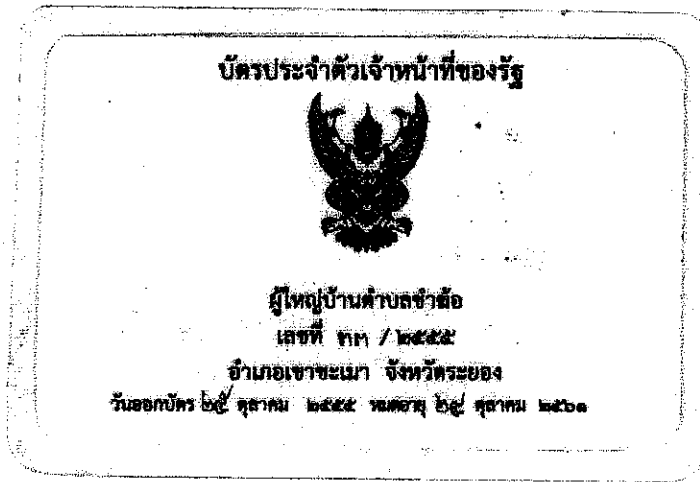 บัตรประจำตัวเจ้าหน้าที่ของรัฐ
ผู้ใหญ่บ้านตำบลชำฆ้อ
เลขที่ ๓๓ / ๒๕๕๕
อำเภอเขาชะเมา จังหวัดระยอง
วันออกบัตร ๒๕ ตุลาคม ๒๕๕๕ หมดอายุ ๒๔ ตุลาคม ๒๕๖๑